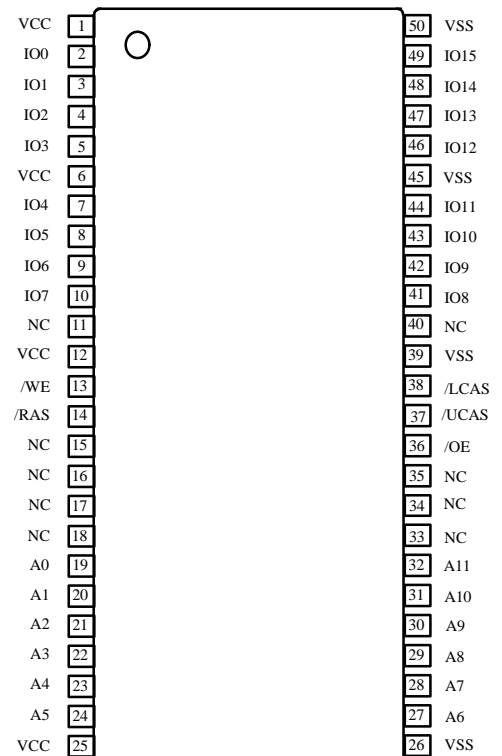 VCC 1 50 VSS
IO0 2 49 IO15
IO1 3 48 IO14
IO2 4 47 IO13
IO3 5 46 IO12
VCC 6 45 VSS
IO4 7 44 IO11
IO5 8 43 IO10
IO6 9 42 IO9
IO7 10 41 IO8
NC 11 40 NC
VCC 12 39 VSS
/WE 13 38 /LCAS
/RAS 14 37 /UCAS
NC 15 36 /OE
NC 16 35 NC
NC 17 34 NC
NC 18 33 NC
A0 19 32 A11
A1 20 31 A10
A2 21 30 A9
A3 22 29 A8
A4 23 28 A7
A5 24 27 A6
VCC 25 26 VSS